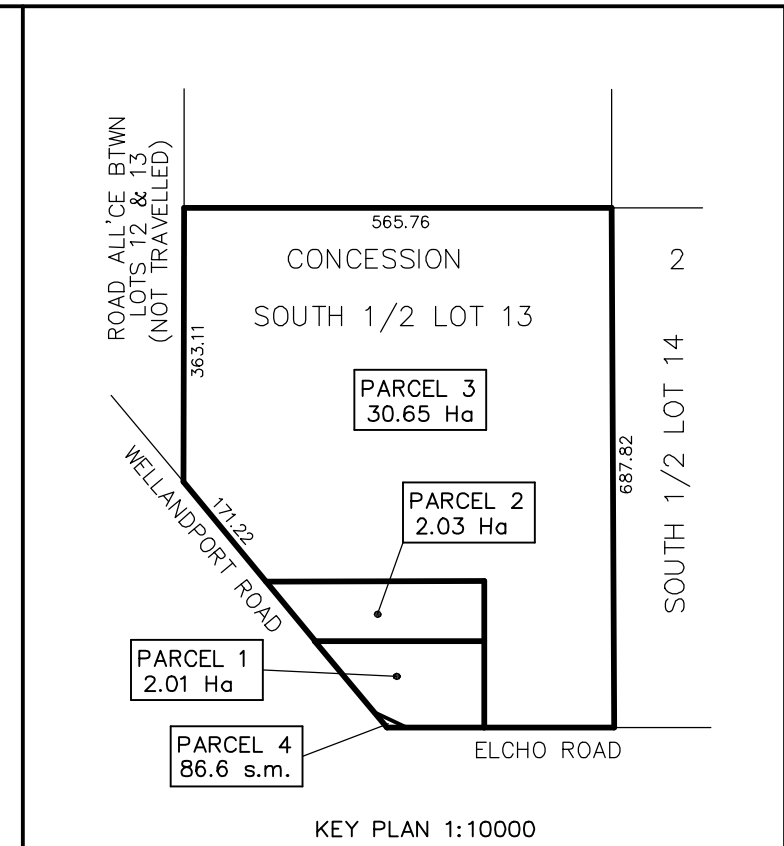 ROAD ALL'CE BTWN
LOTS 12 & 13
(NOT TRAVELLED)
565.76
CONCESSION
2
SOUTH 1/2 LOT 13
363.11
PARCEL 3
30.65 Ha
SOUTH 1/2 LOT 14
687.82
WELLANDPORT ROAD
171.22
PARCEL 2
2.03 Ha
PARCEL 1
2.01 Ha
PARCEL 4
86.6 s.m.
ELCHO ROAD
KEY PLAN 1:10000